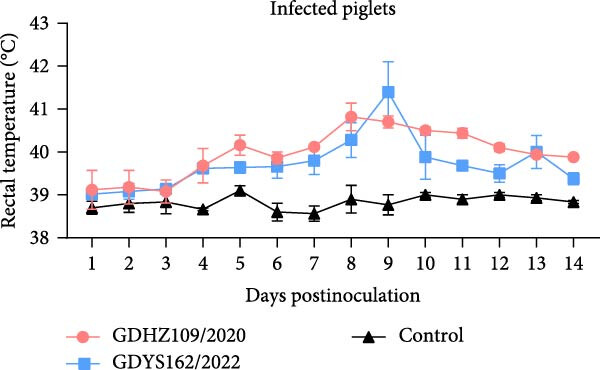 Infected piglets
Rectal temperature (°C)
43
42
41
40
39
38
1 2 3 4 5 6 7 8 9 10 11 12 13 14
Days postinoculation
GDHZ109/2020
Control
GDYS162/2022